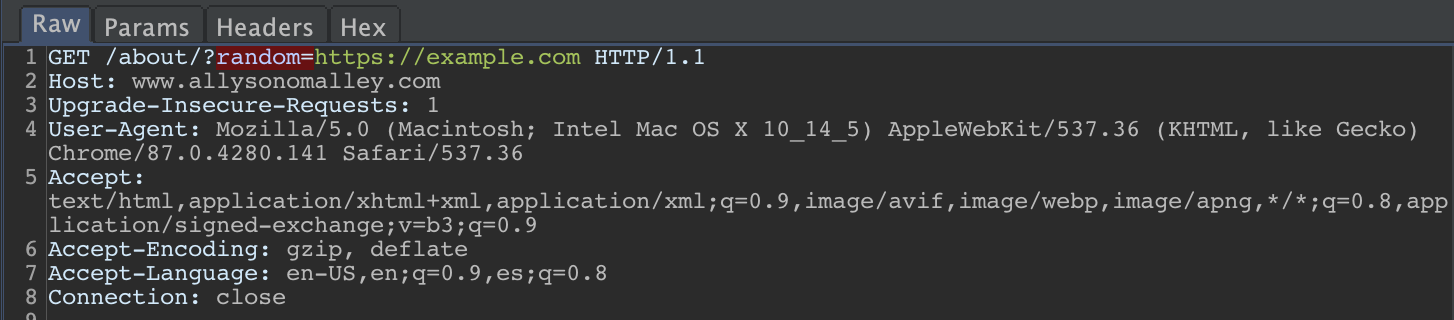 Raw Params Headers Hex
1 GET /about/?random=https://example.com HTTP/1.1
2 Host: www.allysonomalley.com
3 Upgrade-Insecure-Requests: 1
4 User-Agent: Mozilla/5.0 (Macintosh; Intel Mac OS X 10_14_5) AppleWebKit/537.36 (KHTML, like Gecko)
Chrome/87.0.4280.141 Safari/537.36
5 Accept:
text/html,application/xhtml+xml,application/xml;q=0.9,image/avif,image/webp,image/apng,*/*;q=0.8,app
lication/signed-exchange;v=b3;q=0.9
6 Accept-Encoding: gzip, deflate
7 Accept-Language: en-US,en;q=0.9,es;q=0.8
8 Connection: close
9